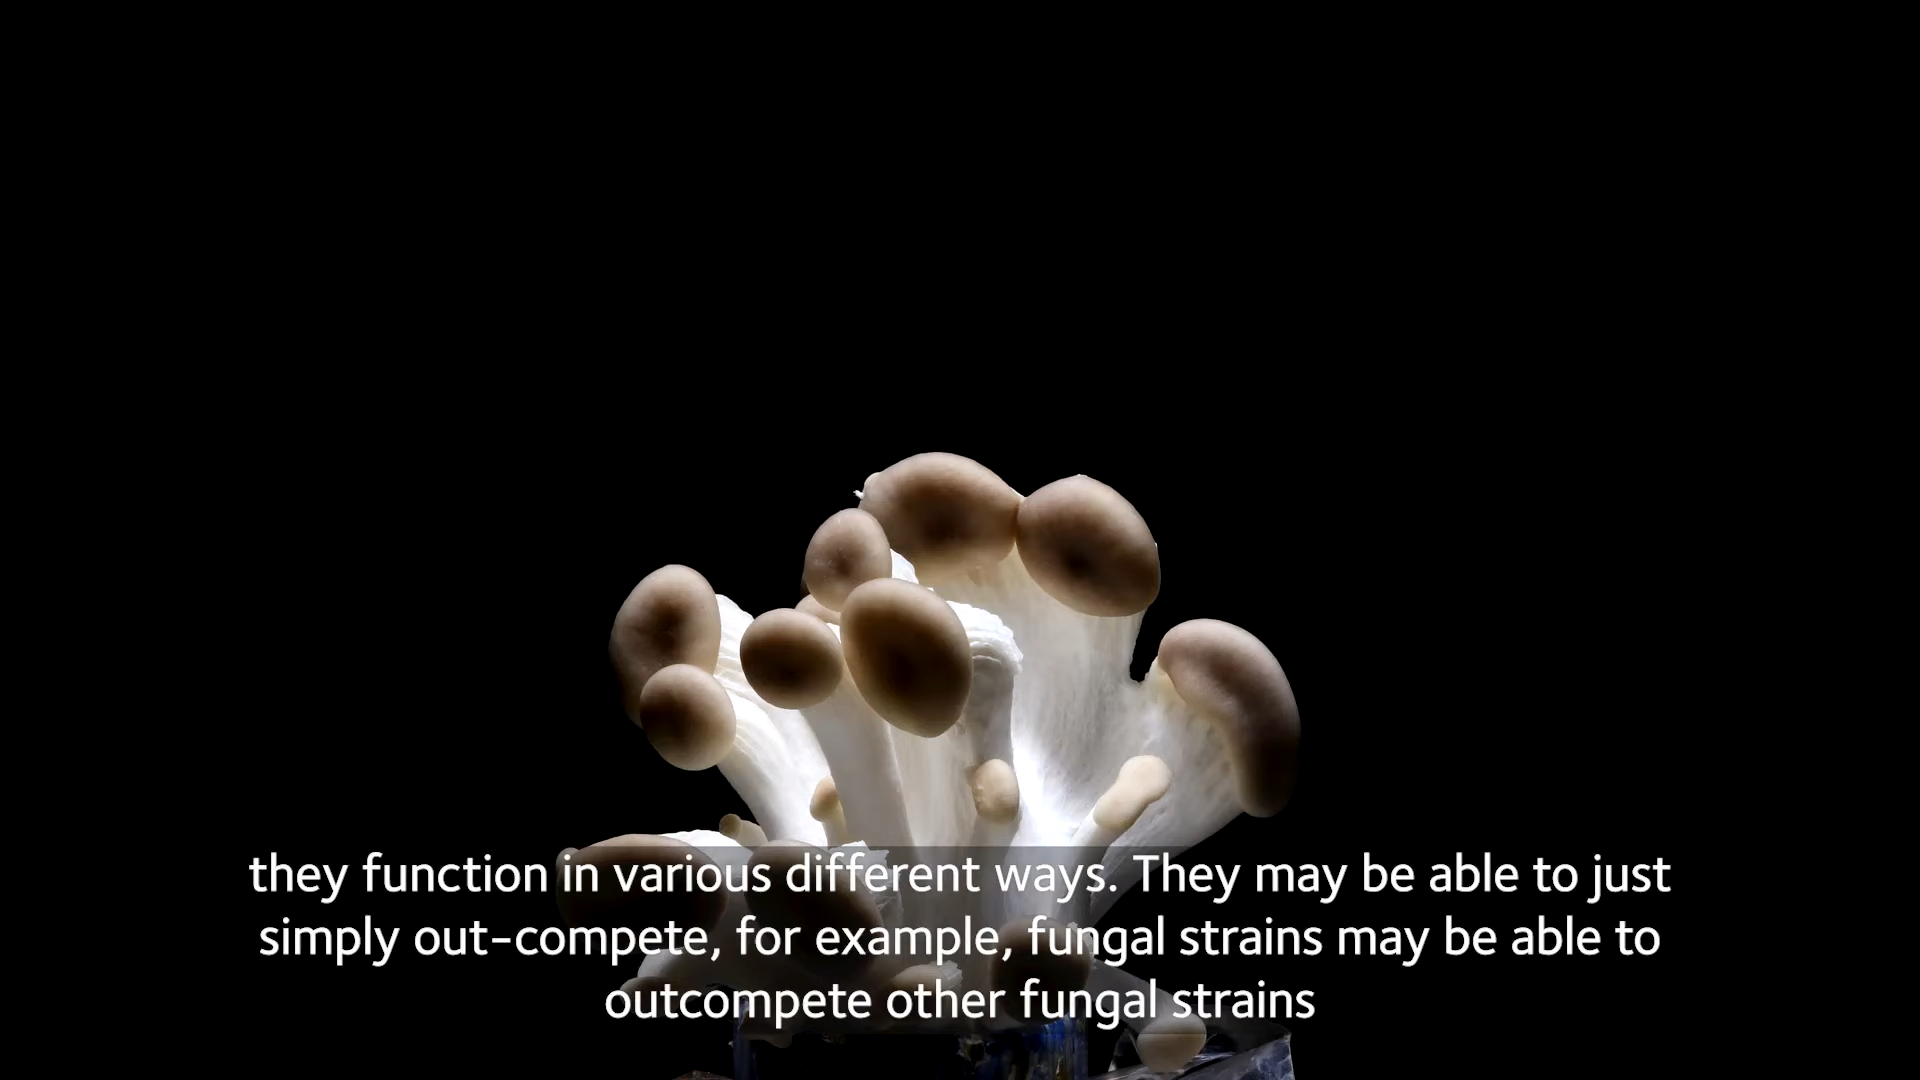 they function in various different ways. They may be able to just
simply out-compete, for example, fungal strains may be able to
outcompete other fungal strains